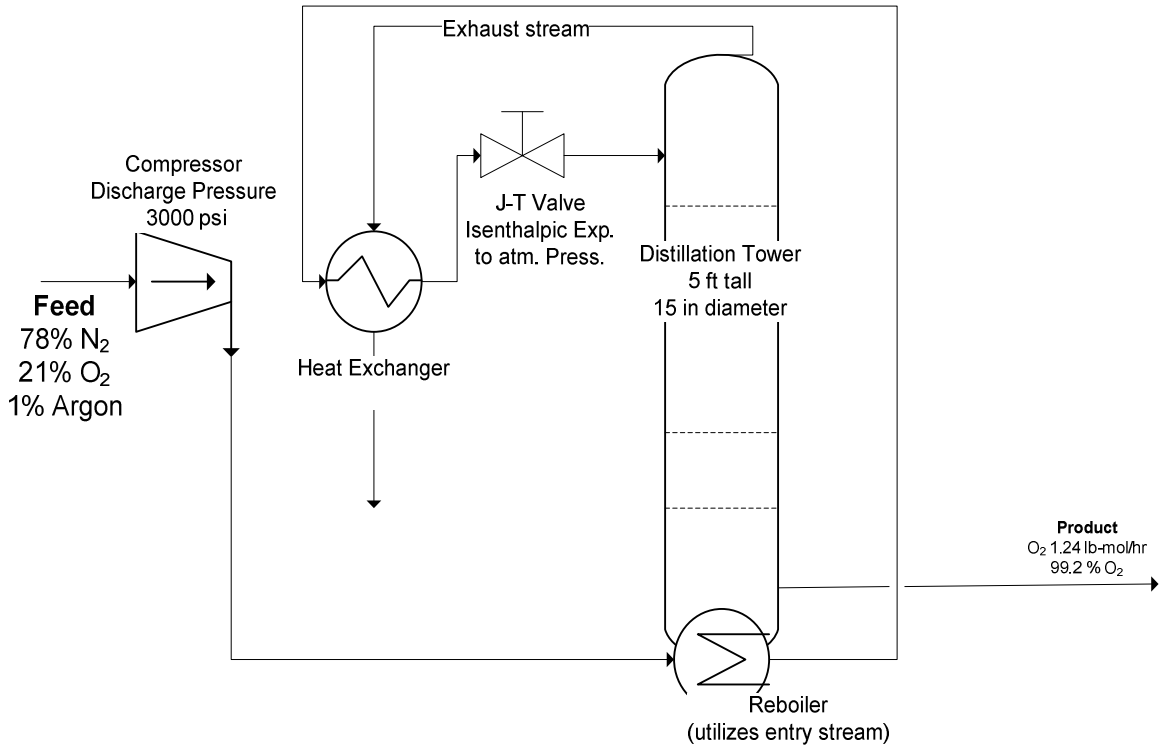 Exhaust stream
Compressor
Discharge Pressure
3000 psi
Feed
78% N₂
21% O₂
1% Argon
J-T Valve
Isenthalpic Exp.
to atm. Press.
Heat Exchanger
Distillation Tower
5 ft tall
15 in diameter
Product
O₂ 1.24 lb-mol/hr
99.2 % O₂
Reboiler
(utilizes entry stream)